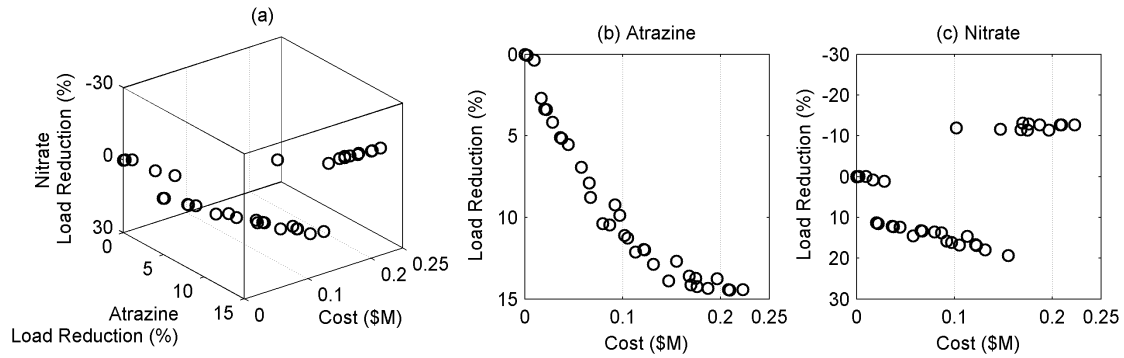 (a)
-30
0
30
Nitrate
Load Reduction (%)
0
5
10
15
Atrazine
Load Reduction (%)
0
0.1
0.2
0.25
Cost ($M)
(b) Atrazine
0
5
10
15
Load Reduction (%)
0
0.1
0.2
0.25
Cost ($M)
(c) Nitrate
-30
-20
-10
0
10
20
30
Load Reduction (%)
0
0.1
0.2
0.25
Cost ($M)